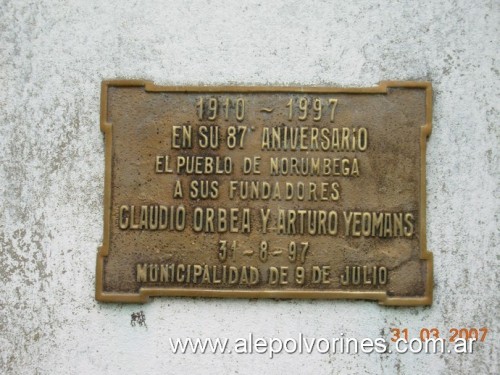 1910 ~ 1997
EN SU 87° ANIVERSARIO
EL PUEBLO DE NORUMBEGA
A SUS FUNDADORES
CLAUDIO ORBEA Y ARTURO YEOMANS
31-8-97
MUNICIPALIDAD DE 9 DE JULIO
31 03 2007
www.alepolvorines.com.ar